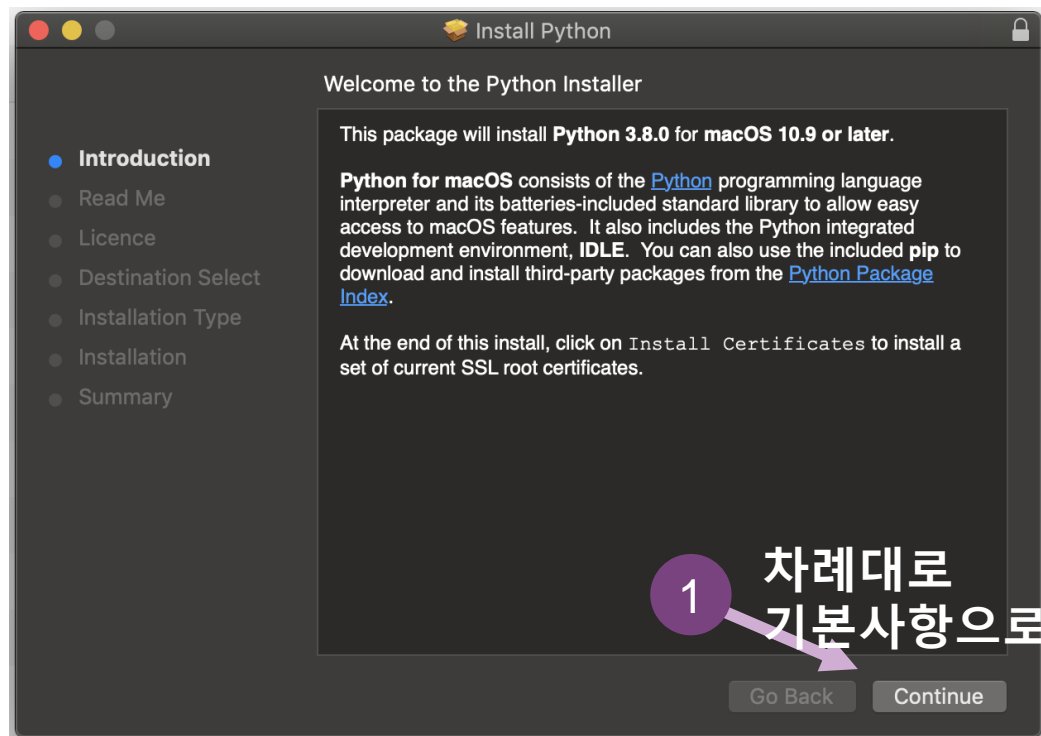 Install Python
Welcome to the Python Installer
Introduction
Read Me
Licence
Destination Select
Installation Type
Installation
Summary
This package will install Python 3.8.0 for macOS 10.9 or later.
Python for macOS consists of the Python programming language
interpreter and its batteries-included standard library to allow easy
access to macOS features.  It also includes the Python integrated
development environment, IDLE.  You can also use the included pip to
download and install third-party packages from the Python Package
Index.
At the end of this install, click on Install Certificates to install a
set of current SSL root certificates.
1
차례대로
기본사항으로
Go Back
Continue